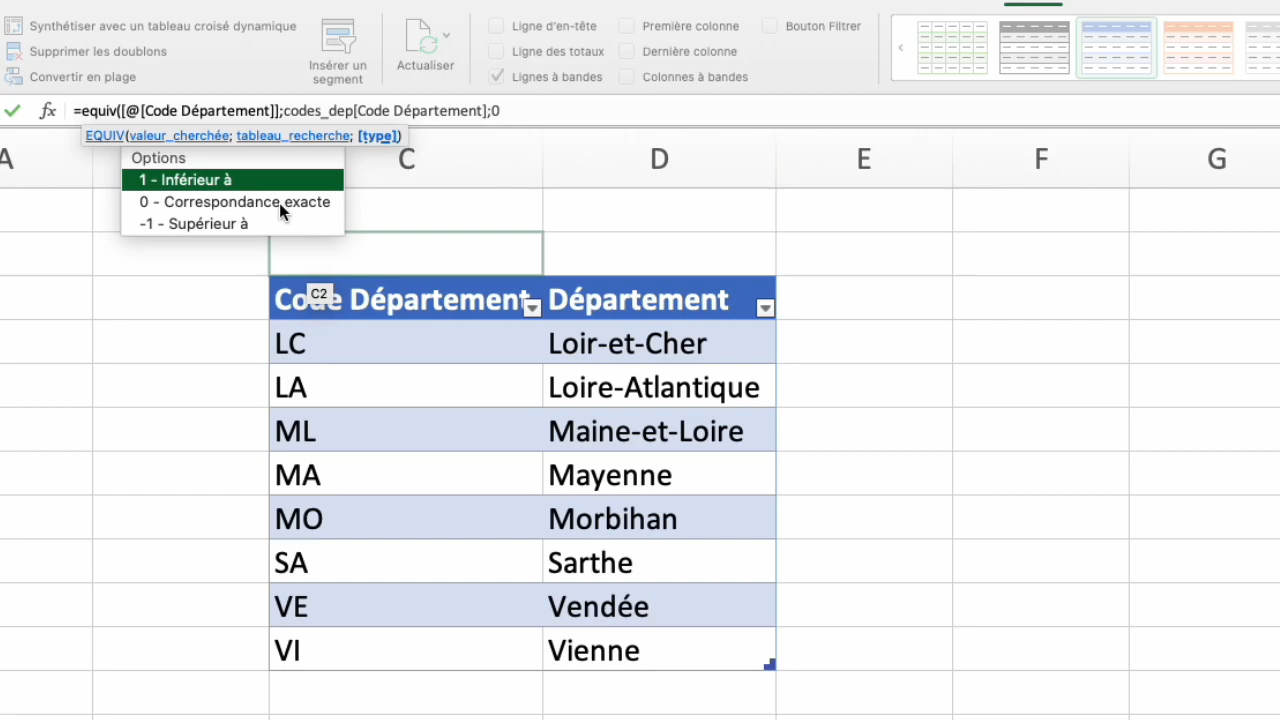 Synthétiser avec un tableau croisé dynamique
Supprimer les doublons
Convertir en plage
Insérer un
segment
Actualiser
Ligne d'en-tête
Première colonne
Bouton Filtrer
Ligne des totaux
Dernière colonne
Lignes à bandes
Colonnes à bandes
fx =equiv([@[Code Département]];codes_dep[Code Département];0
EQUIV(valeur_cherchée; tableau_recherche; [type])
Options
1 - Inférieur à
0 - Correspondance exacte
-1 - Supérieur à
A C D E F G
C2
Code Département Département
LC Loir-et-Cher
LA Loire-Atlantique
ML Maine-et-Loire
MA Mayenne
MO Morbihan
SA Sarthe
VE Vendée
VI Vienne